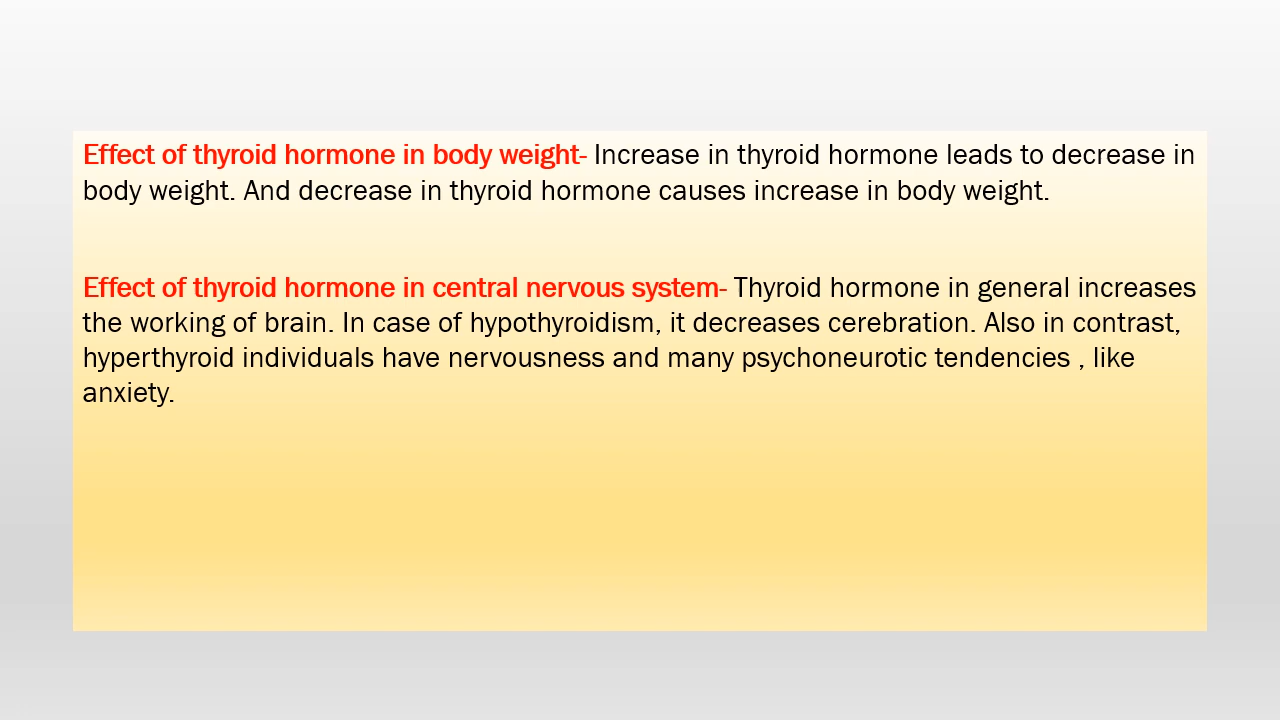 Effect of thyroid hormone in body weight- Increase in thyroid hormone leads to decrease in
body weight. And decrease in thyroid hormone causes increase in body weight.
Effect of thyroid hormone in central nervous system- Thyroid hormone in general increases
the working of brain. In case of hypothyroidism, it decreases cerebration. Also in contrast,
hyperthyroid individuals have nervousness and many psychoneurotic tendencies , like
anxiety.